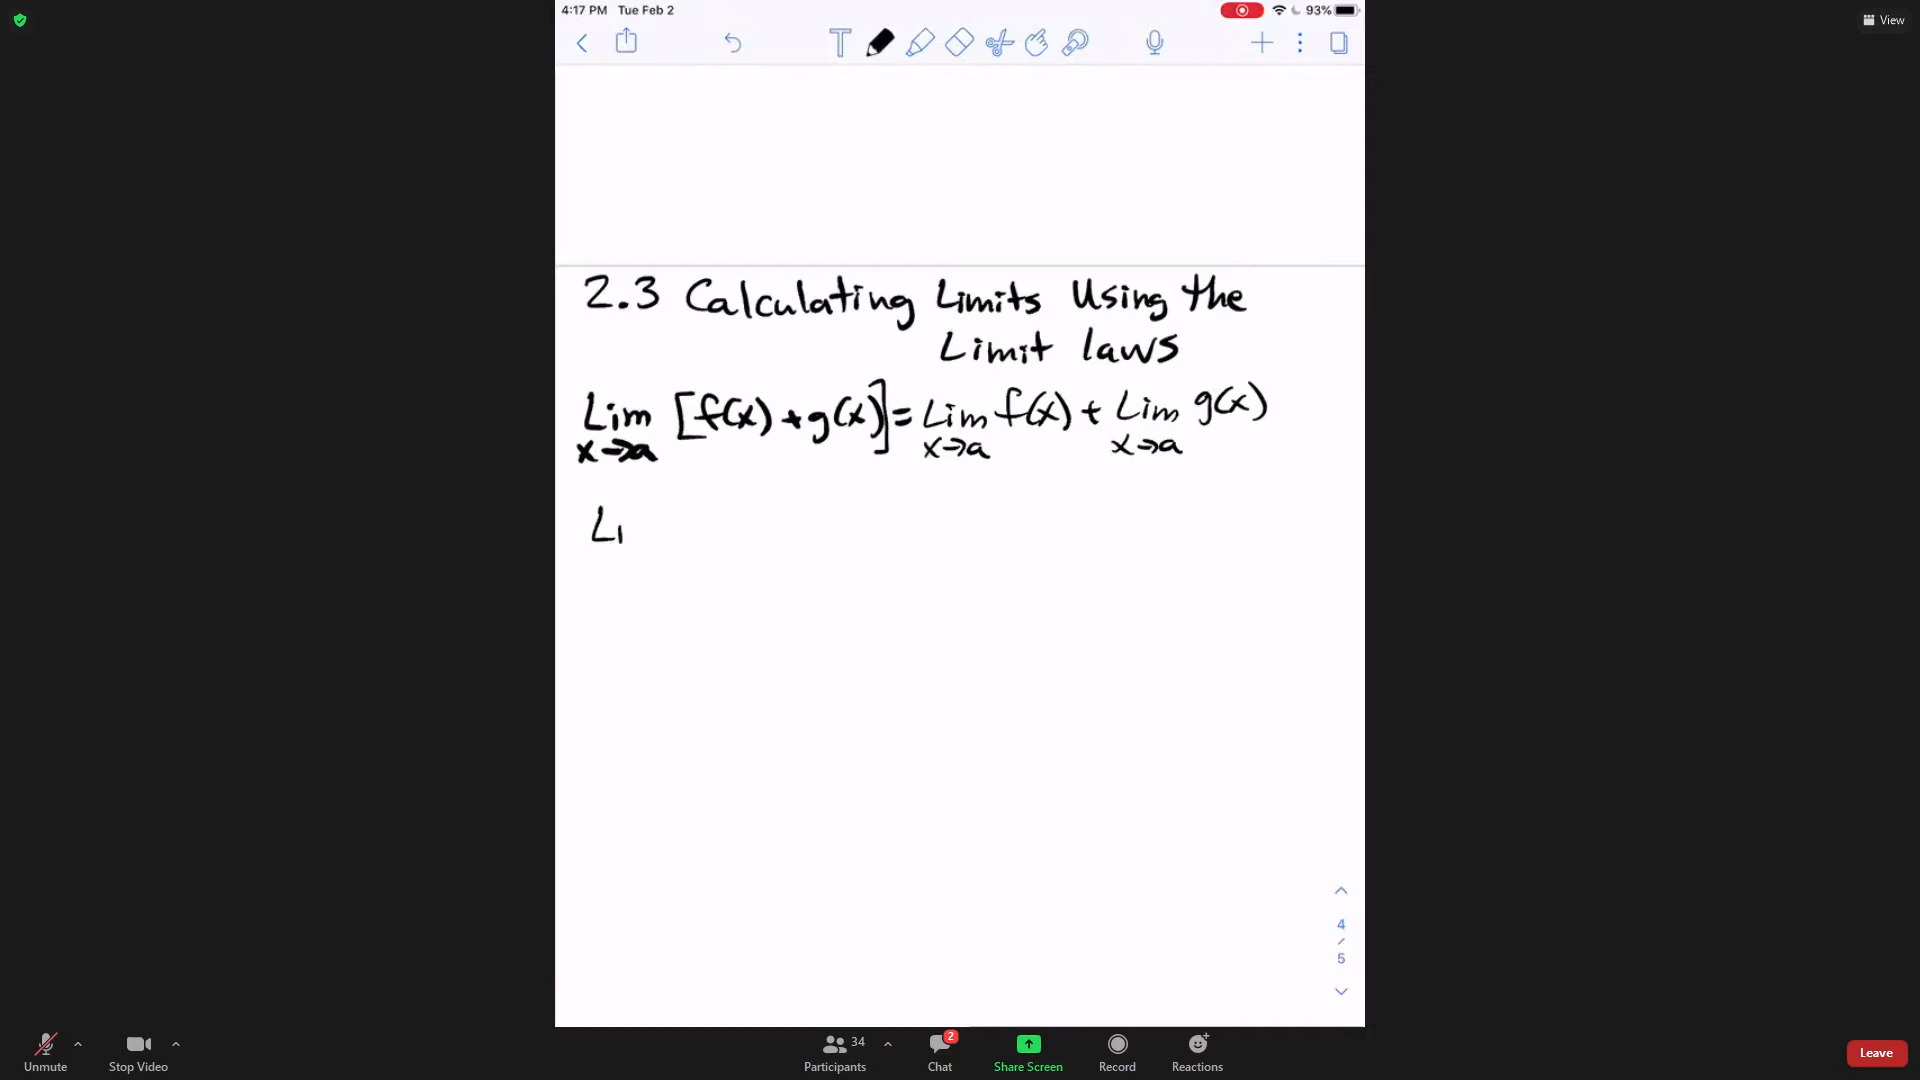 4:17 PM Tue Feb 2
93%
View
2.3 Calculating Limits Using the
Limit laws
Lim [f(x) + g(x)] = Lim f(x) + Lim g(x)
x→a x→a x→a
Li
4
/
5
Unmute
Stop Video
34
Participants
2
Chat
Share Screen
Record
Reactions
Leave